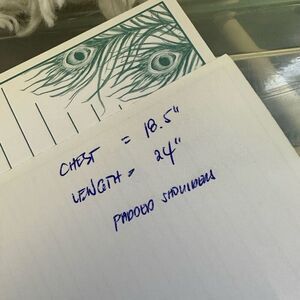 CHEST = 18.5"
LENGTH = 24"
PADDED SHOULDERS